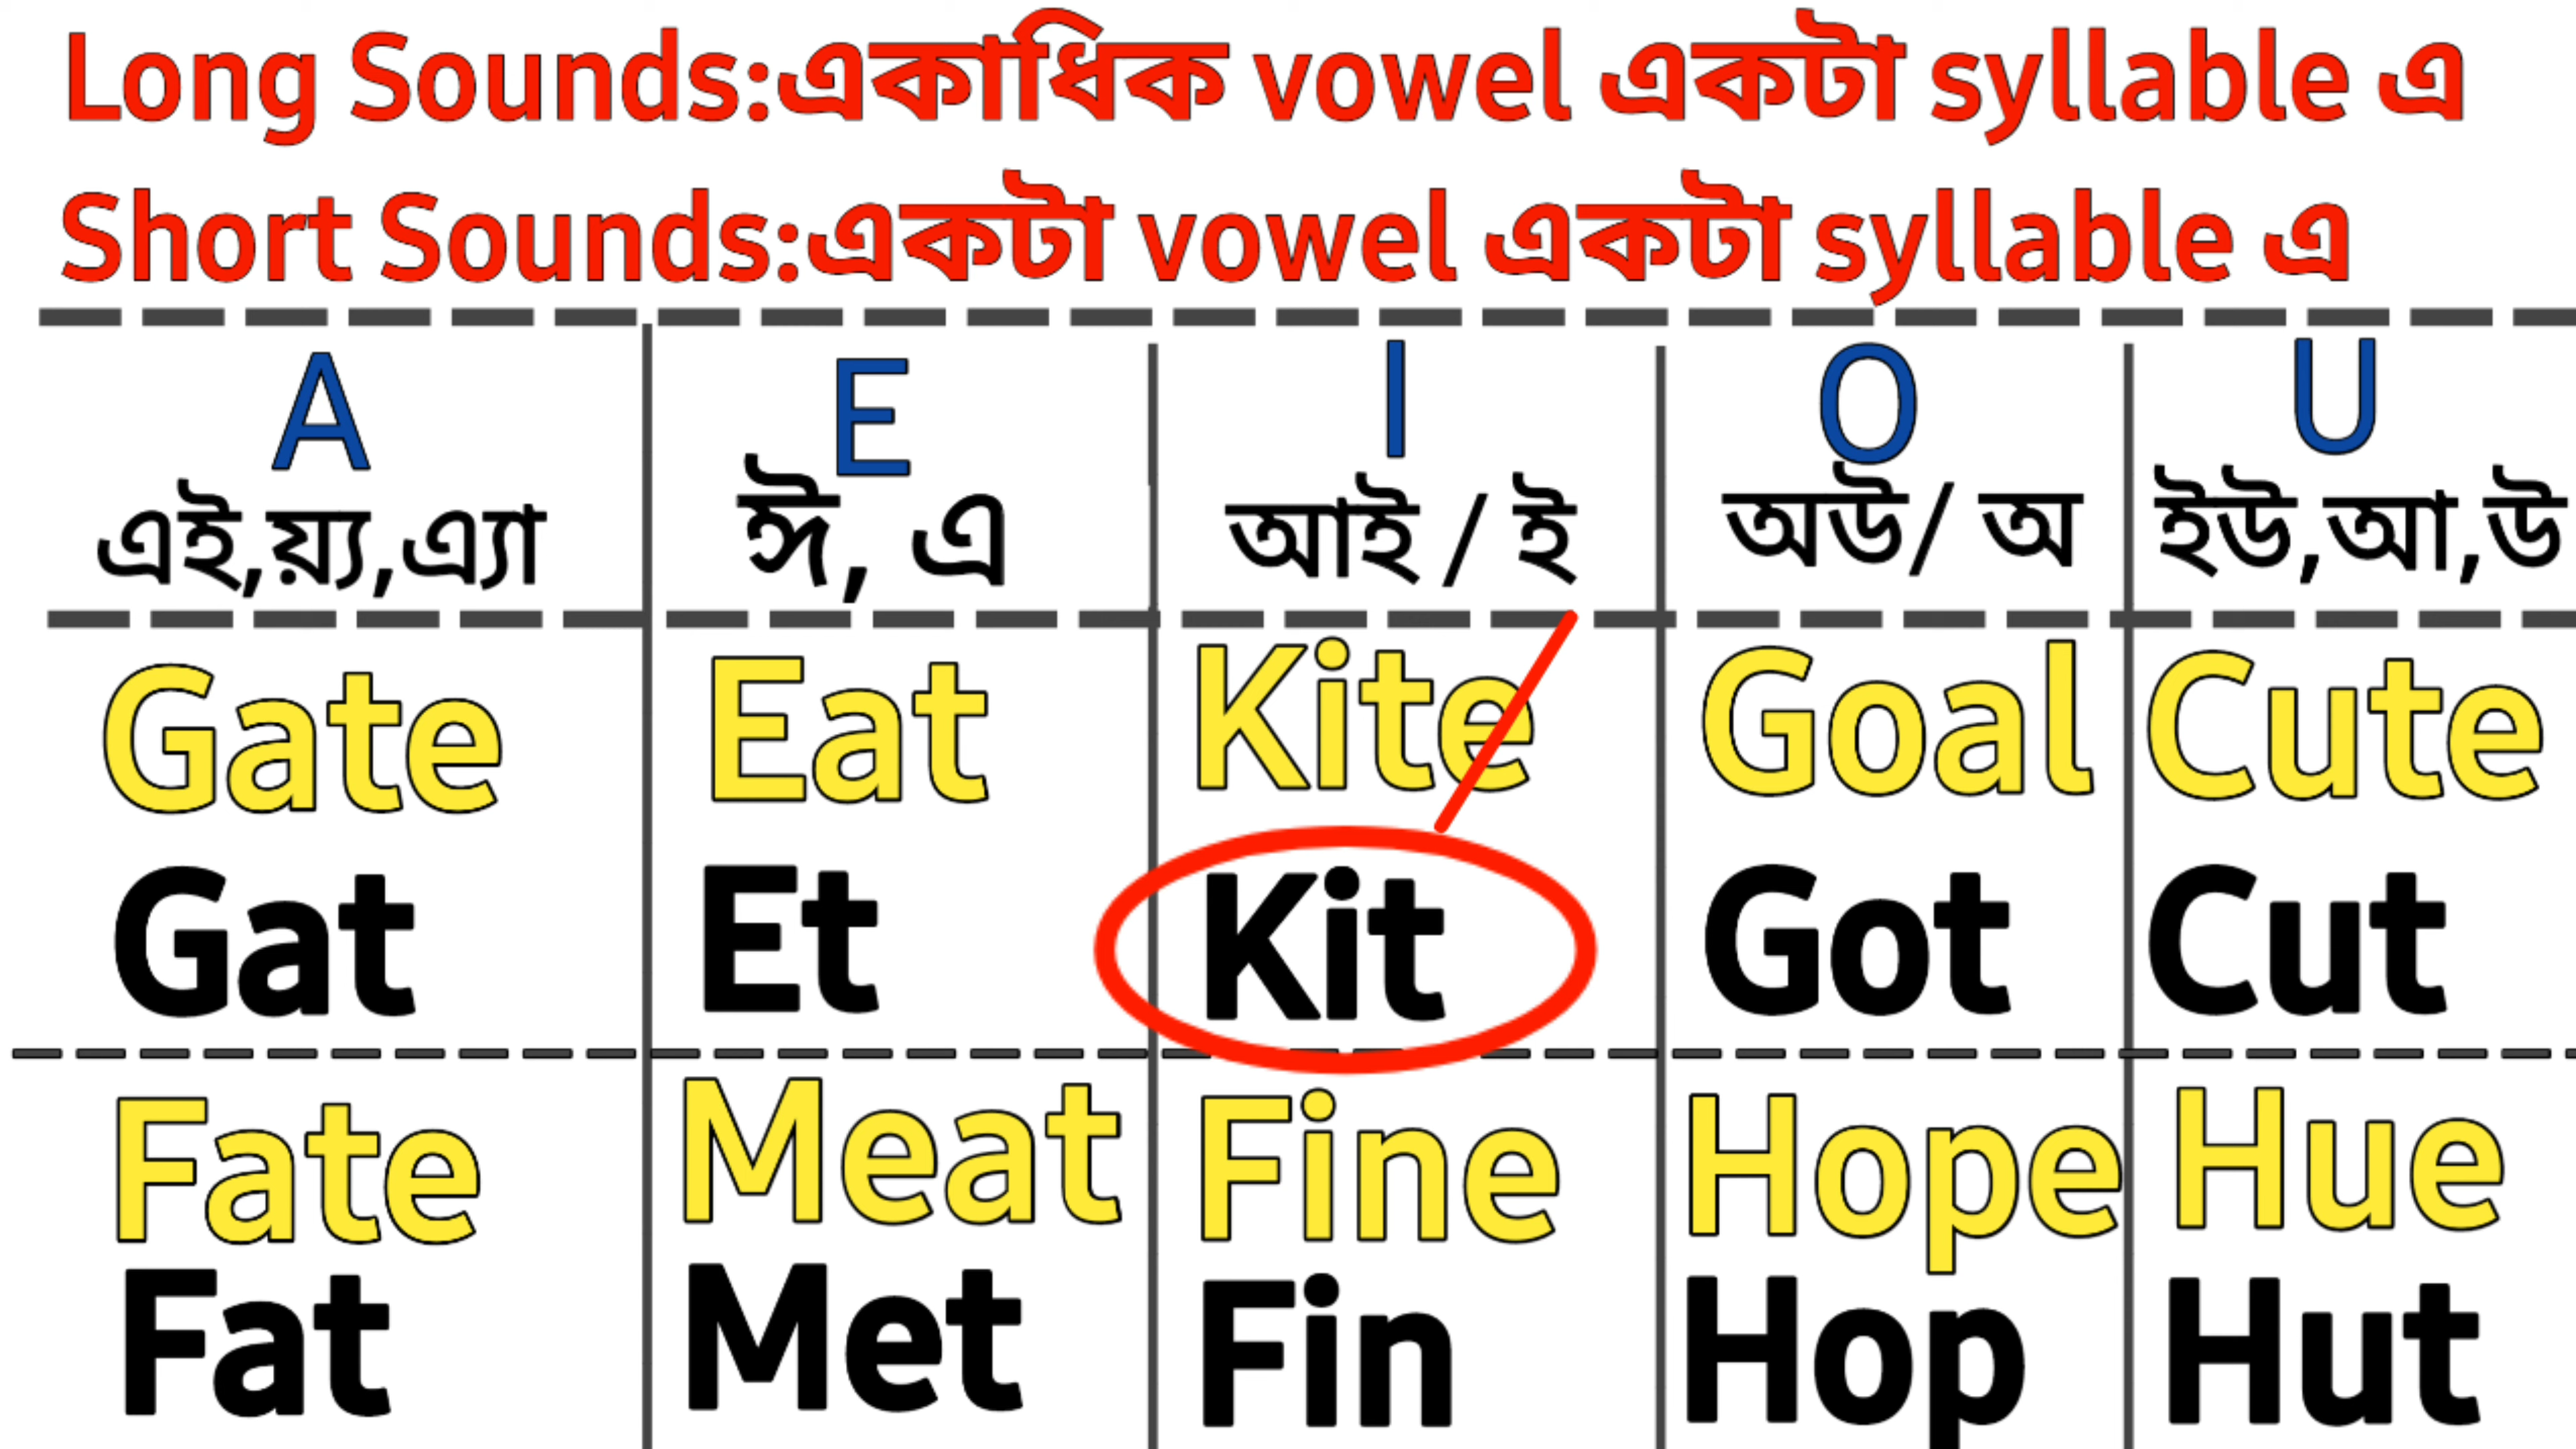 Long Sounds:একাধিক vowel একটা syllable এ
Short Sounds:একটা vowel একটা syllable এ
A E I O U
এই,য়্য,এ্যা ঈ, এ আই / ই অউ/ অ ইউ,আ,উ
Gate Eat Kite Goal Cute
Gat Et Kit Got Cut
Fate Meat Fine Hope Hue
Fat Met Fin Hop Hut